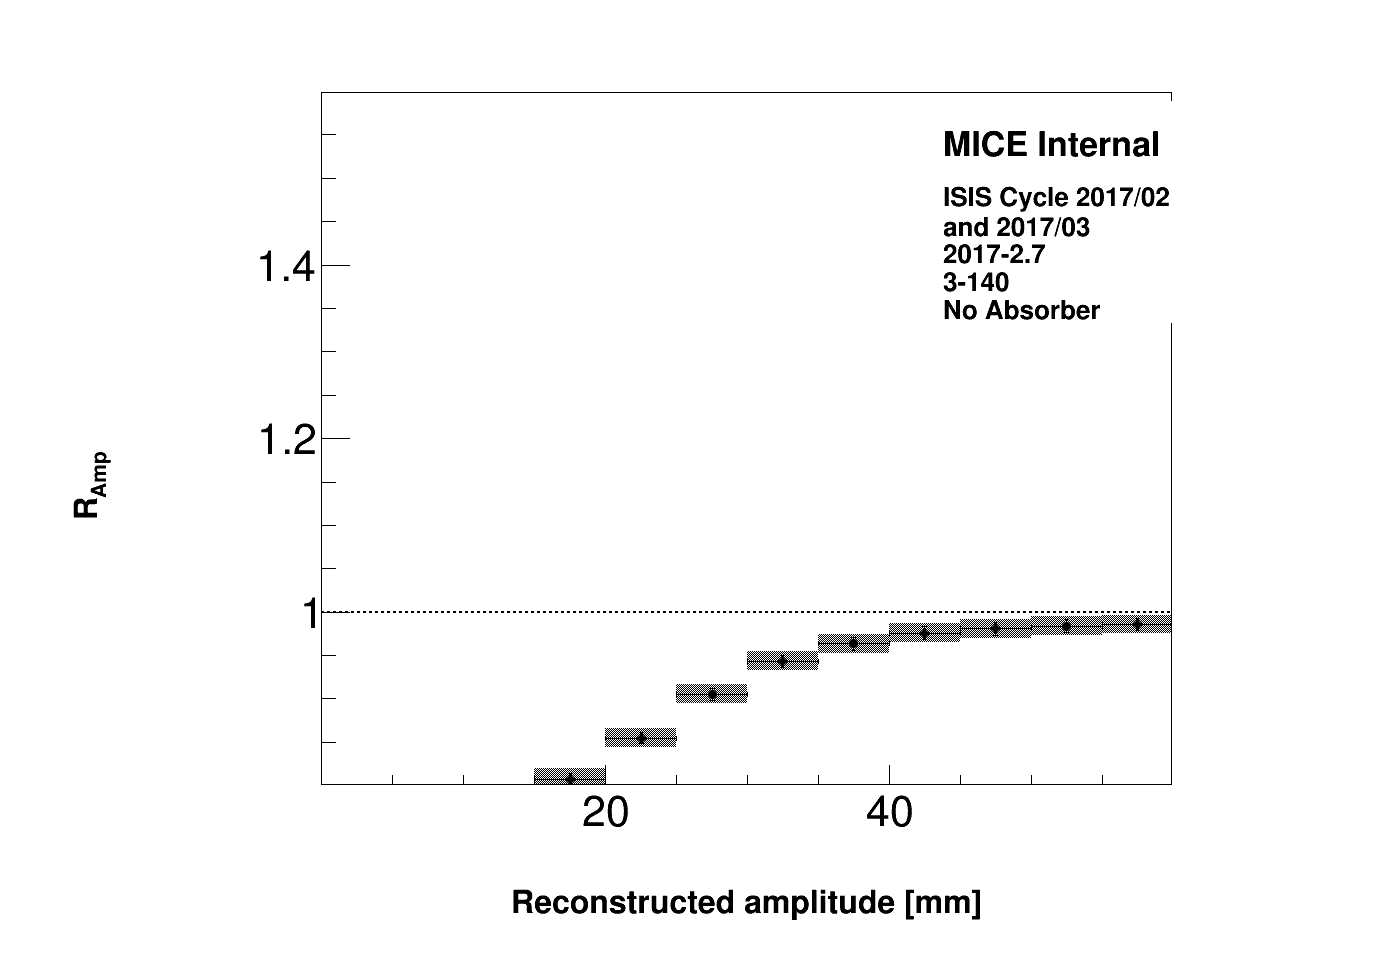 MICE Internal
ISIS Cycle 2017/02
and 2017/03
2017-2.7
3-140
No Absorber
1.4
1.2
1
R_Amp
20
40
Reconstructed amplitude [mm]